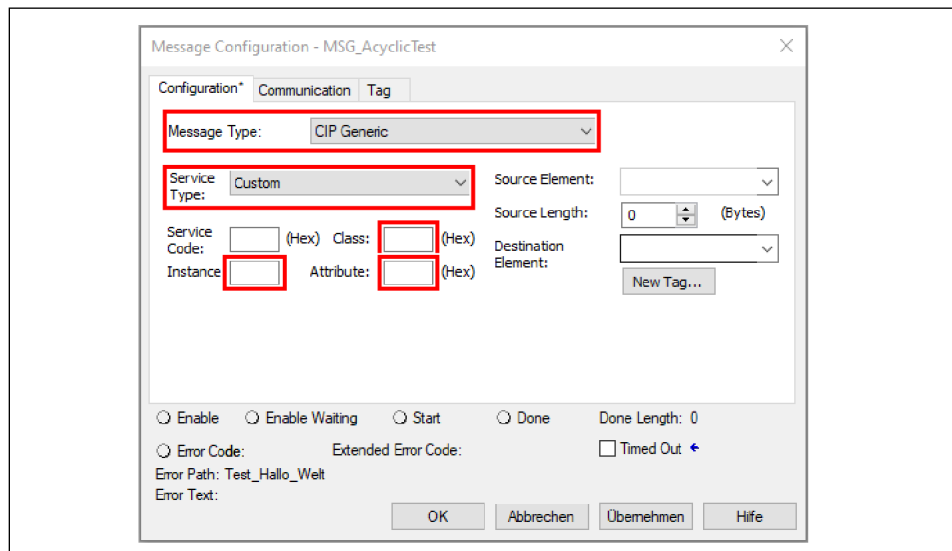 Message Configuration - MSG_AcyclicTest
Configuration* Communication Tag
Message Type: CIP Generic
Service Type: Custom
Source Element:
Source Length: 0 (Bytes)
Service Code: (Hex) Class: (Hex)
Destination Element:
Instance Attribute: (Hex)
New Tag...
Enable Enable Waiting Start Done Done Length: 0
Error Code: Extended Error Code: Timed Out
Error Path: Test_Hallo_Welt
Error Text:
OK Abbrechen Übernehmen Hilfe